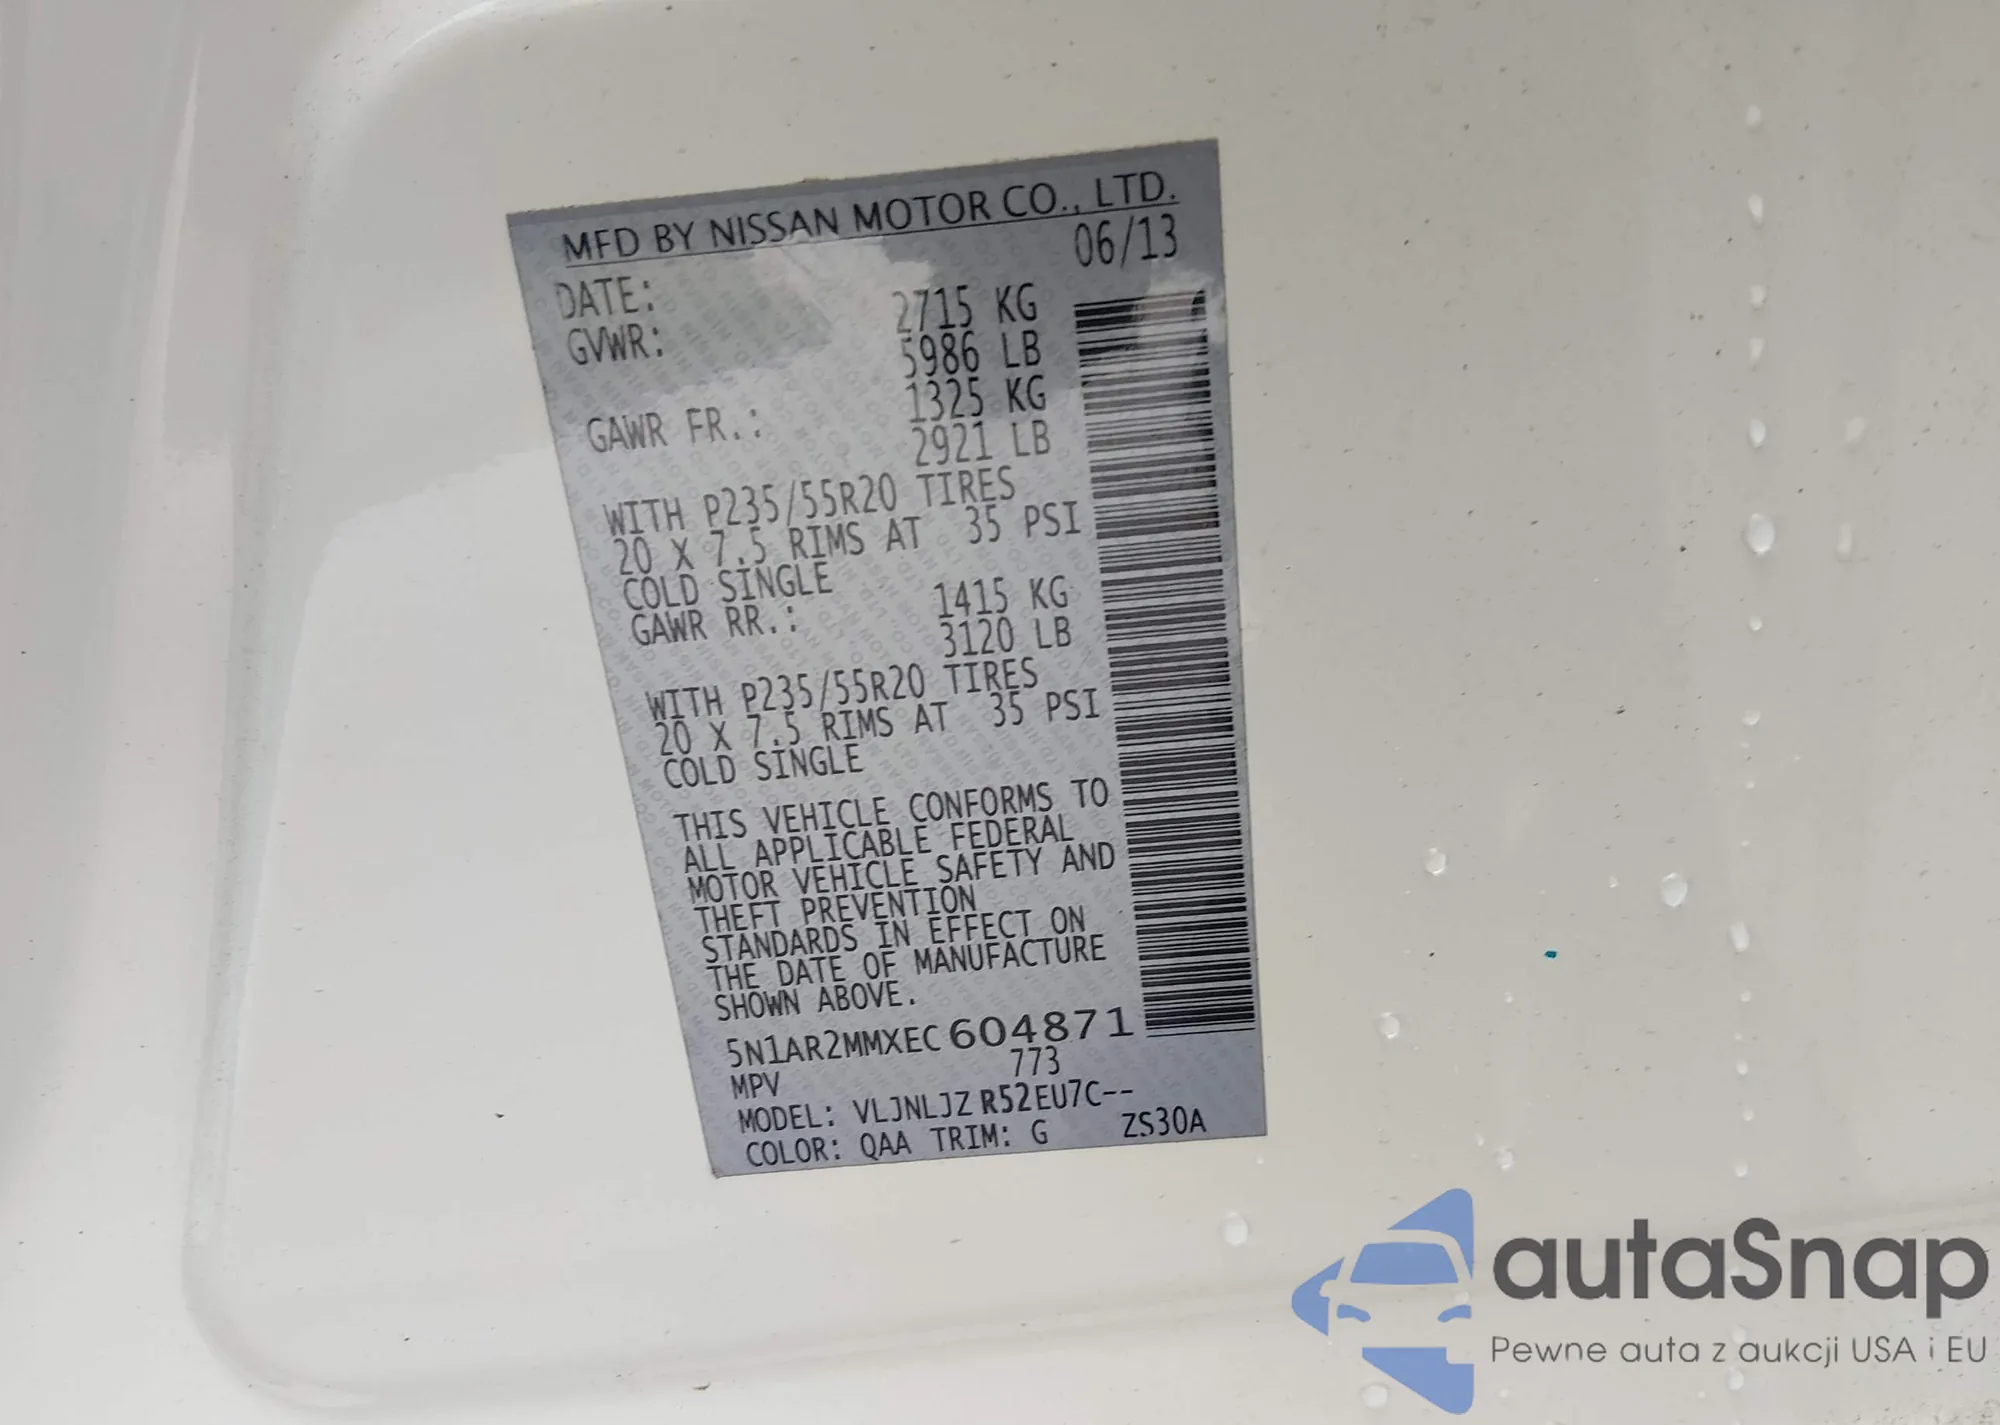 MFD BY NISSAN MOTOR CO., LTD.
DATE: 06/13
GVWR: 2715 KG
5986 LB
GAWR FR.: 1325 KG
2921 LB
WITH P235/55R20 TIRES
20 X 7.5 RIMS AT 35 PSI
COLD SINGLE
GAWR RR.: 1415 KG
3120 LB
WITH P235/55R20 TIRES
20 X 7.5 RIMS AT 35 PSI
COLD SINGLE
THIS VEHICLE CONFORMS TO
ALL APPLICABLE FEDERAL
MOTOR VEHICLE SAFETY AND
THEFT PREVENTION
STANDARDS IN EFFECT ON
THE DATE OF MANUFACTURE
SHOWN ABOVE.
5N1AR2MMXEC604871
MPV 773
MODEL: VLJNLJZ R52EU7C--
COLOR: QAA TRIM: G ZS30A
autaSnap
Pewne auta z aukcji USA i EU